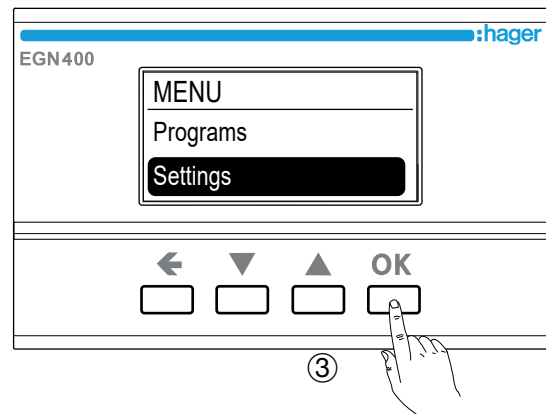 :hager
EGN400
MENU
Programs
Settings
OK
③